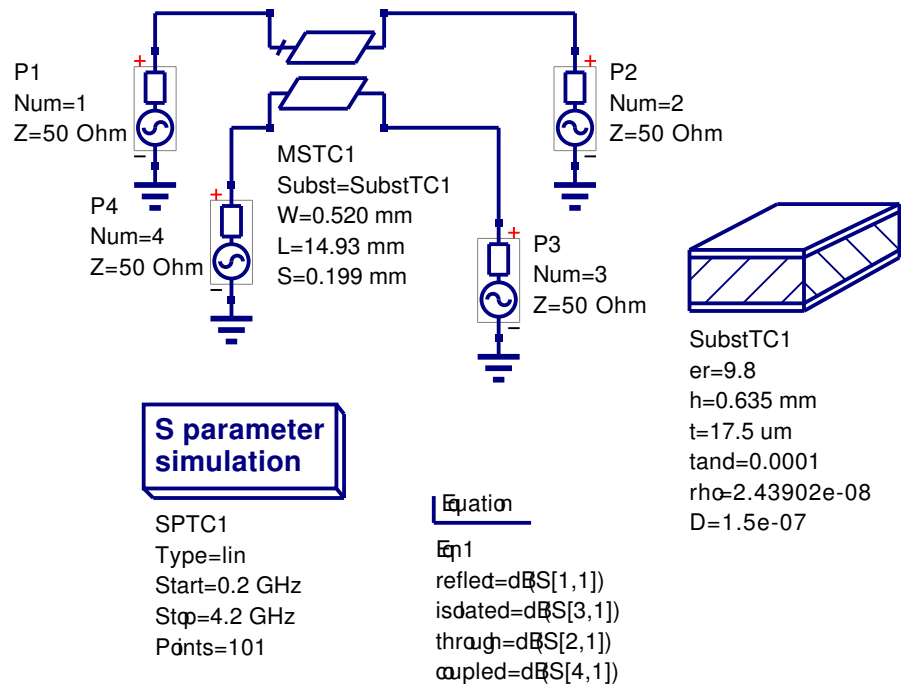 P1
Num=1
Z=50 Ohm
P2
Num=2
Z=50 Ohm
MSTC1
Subst=SubstTC1
W=0.520 mm
L=14.93 mm
S=0.199 mm
P4
Num=4
Z=50 Ohm
P3
Num=3
Z=50 Ohm
SubstTC1
er=9.8
h=0.635 mm
t=17.5 um
tand=0.0001
rho=2.43902e-08
D=1.5e-07
S parameter
simulation
SPTC1
Type=lin
Start=0.2 GHz
Stop=4.2 GHz
Points=101
Equation
Eqn1
reflect=dB(S[1,1])
isolated=dB(S[3,1])
through=dB(S[2,1])
coupled=dB(S[4,1])